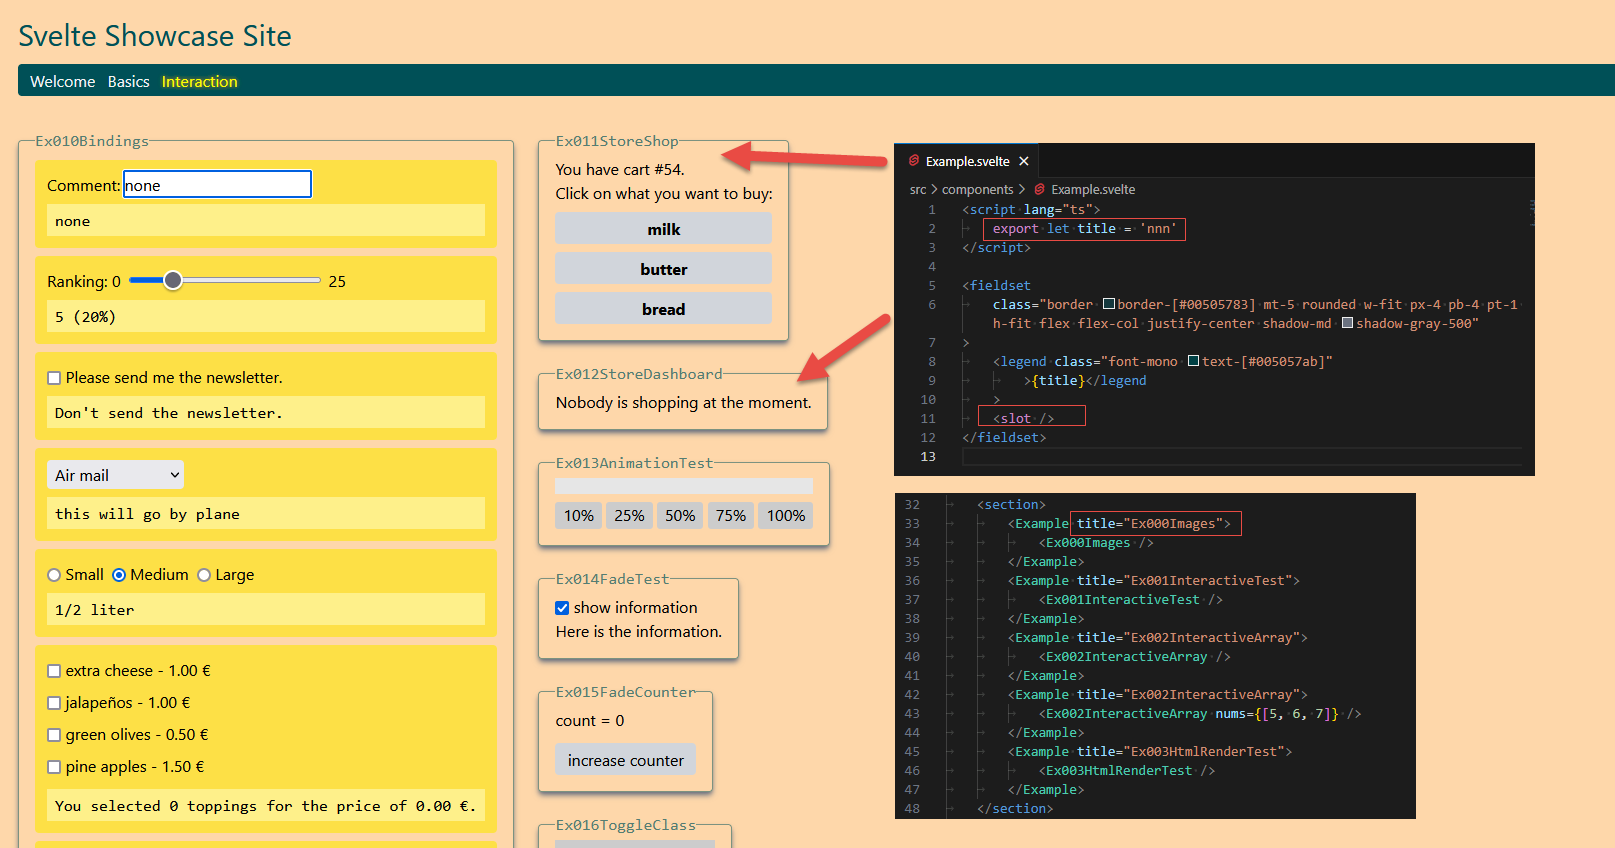 Svelte Showcase Site
Welcome Basics Interaction
Ex010Bindings
Comment: none
none
Ranking: 0 25
5 (20%)
Please send me the newsletter.
Don't send the newsletter.
Air mail
this will go by plane
Small Medium Large
1/2 liter
extra cheese - 1.00 €
jalapeños - 1.00 €
green olives - 0.50 €
pine apples - 1.50 €
You selected 0 toppings for the price of 0.00 €.
Ex011StoreShop
You have cart #54.
Click on what you want to buy:
milk
butter
bread
Ex012StoreDashboard
Nobody is shopping at the moment.
Ex013AnimationTest
10% 25% 50% 75% 100%
Ex014FadeTest
show information
Here is the information.
Ex015FadeCounter
count = 0
increase counter
Ex016ToggleClass
Example.svelte
src > components > Example.svelte
1 <script lang="ts">
2 export let title = 'nnn'
3 </script>
4
5 <fieldset
6 class="border border-[#00505783] mt-5 rounded w-fit px-4 pb-4 pt-1
h-fit flex flex-col justify-center shadow-md shadow-gray-500"
7 >
8 <legend class="font-mono text-[#005057ab]"
9 >{title}</legend
10 >
11 <slot />
12 </fieldset>
13
32 <section>
33 <Example title="Ex000Images">
34 <Ex000Images />
35 </Example>
36 <Example title="Ex001InteractiveTest">
37 <Ex001InteractiveTest />
38 </Example>
39 <Example title="Ex002InteractiveArray">
40 <Ex002InteractiveArray />
41 </Example>
42 <Example title="Ex002InteractiveArray">
43 <Ex002InteractiveArray nums={[5, 6, 7]} />
44 </Example>
45 <Example title="Ex003HtmlRenderTest">
46 <Ex003HtmlRenderTest />
47 </Example>
48 </section>